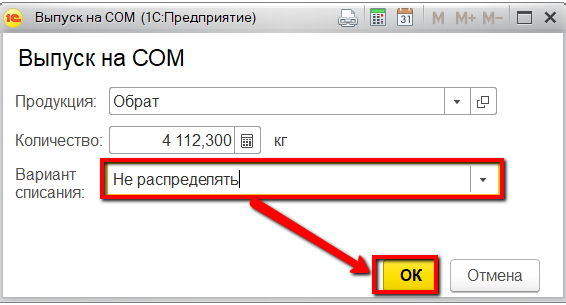 1С Выпуск на СОМ (1С:Предприятие) 31 M M+ M−
Выпуск на СОМ
Продукция: Обрат
Количество: 4 112,300 кг
Вариант Не распределять
списания:
ОК Отмена